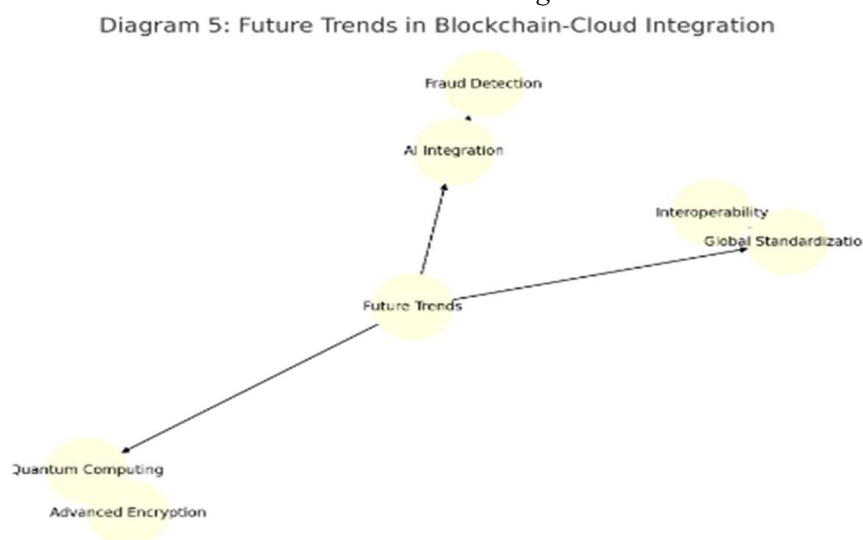 Diagram 5: Future Trends in Blockchain-Cloud Integration
Fraud Detection
AI Integration
Interoperability
Global Standardizatio
Future Trends
Quantum Computing
Advanced Encryption